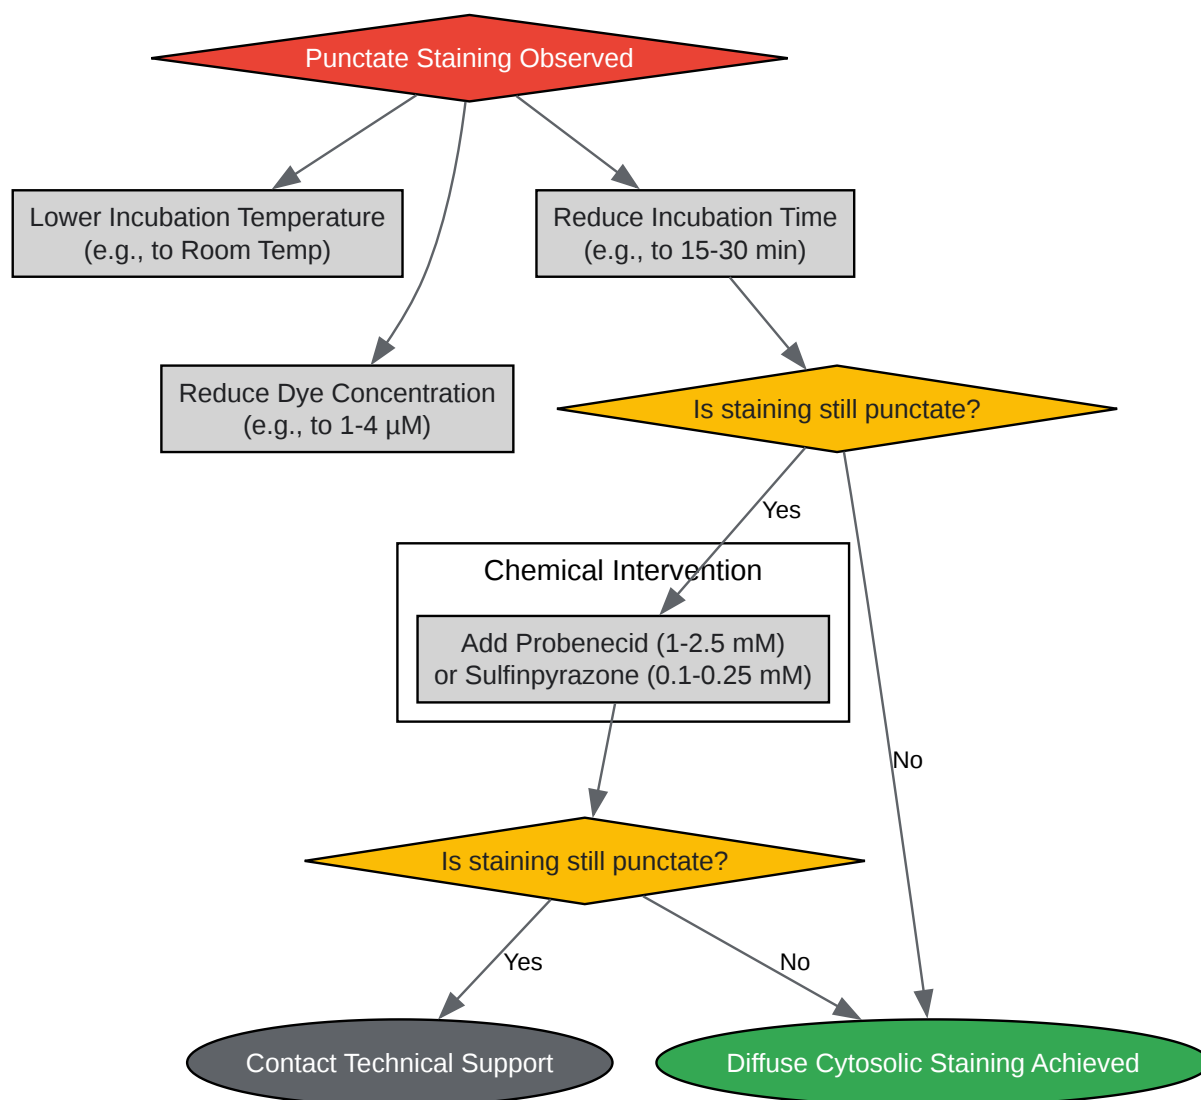 Punctate Staining Observed
Lower Incubation Temperature
(e.g., to Room Temp)
Reduce Incubation Time
(e.g., to 15-30 min)
Reduce Dye Concentration
(e.g., to 1-4 µM)
Is staining still punctate?
Yes
Chemical Intervention
Add Probenecid (1-2.5 mM)
or Sulfinpyrazone (0.1-0.25 mM)
No
Is staining still punctate?
Yes
No
Contact Technical Support
Diffuse Cytosolic Staining Achieved